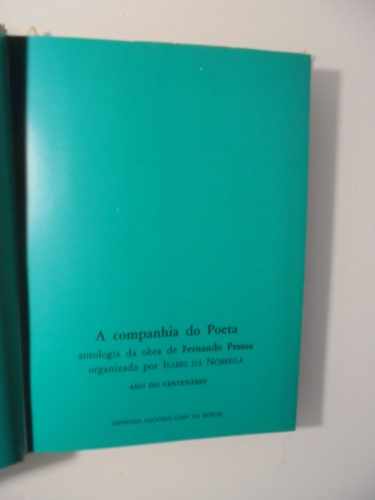 A companhia do Poeta
antologia da obra de Fernando Pessoa
organizada por ISABEL DA NÓBREGA
ANO DO CENTENÁRIO
IMPRENSA NACIONAL-CASA DA MOEDA